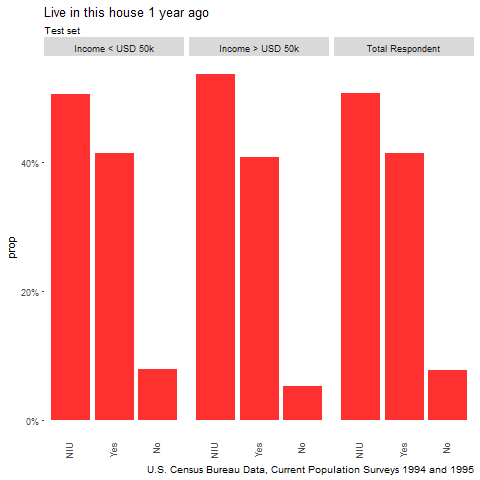 Live in this house 1 year ago
Test set
Income < USD 50k
Income > USD 50k
Total Respondent
40%
20%
0%
prop
NIU
Yes
No
NIU
Yes
No
NIU
Yes
No
U.S. Census Bureau Data, Current Population Surveys 1994 and 1995